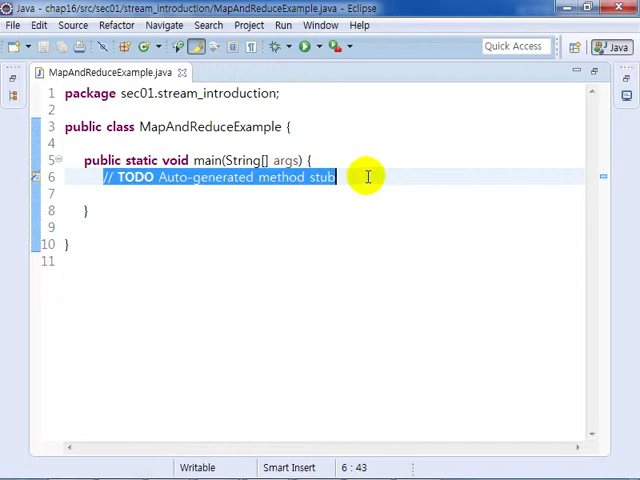 Java - chap16/src/sec01/stream_introduction/MapAndReduceExample.java - Eclipse
File Edit Source Refactor Navigate Search Project Run Window Help
Quick Access
Java
MapAndReduceExample.java
1 package sec01.stream_introduction;
2
3 public class MapAndReduceExample {
4
5 public static void main(String[] args) {
6 // TODO Auto-generated method stub
7
8 }
9
10 }
11
Writable Smart Insert 6 : 43